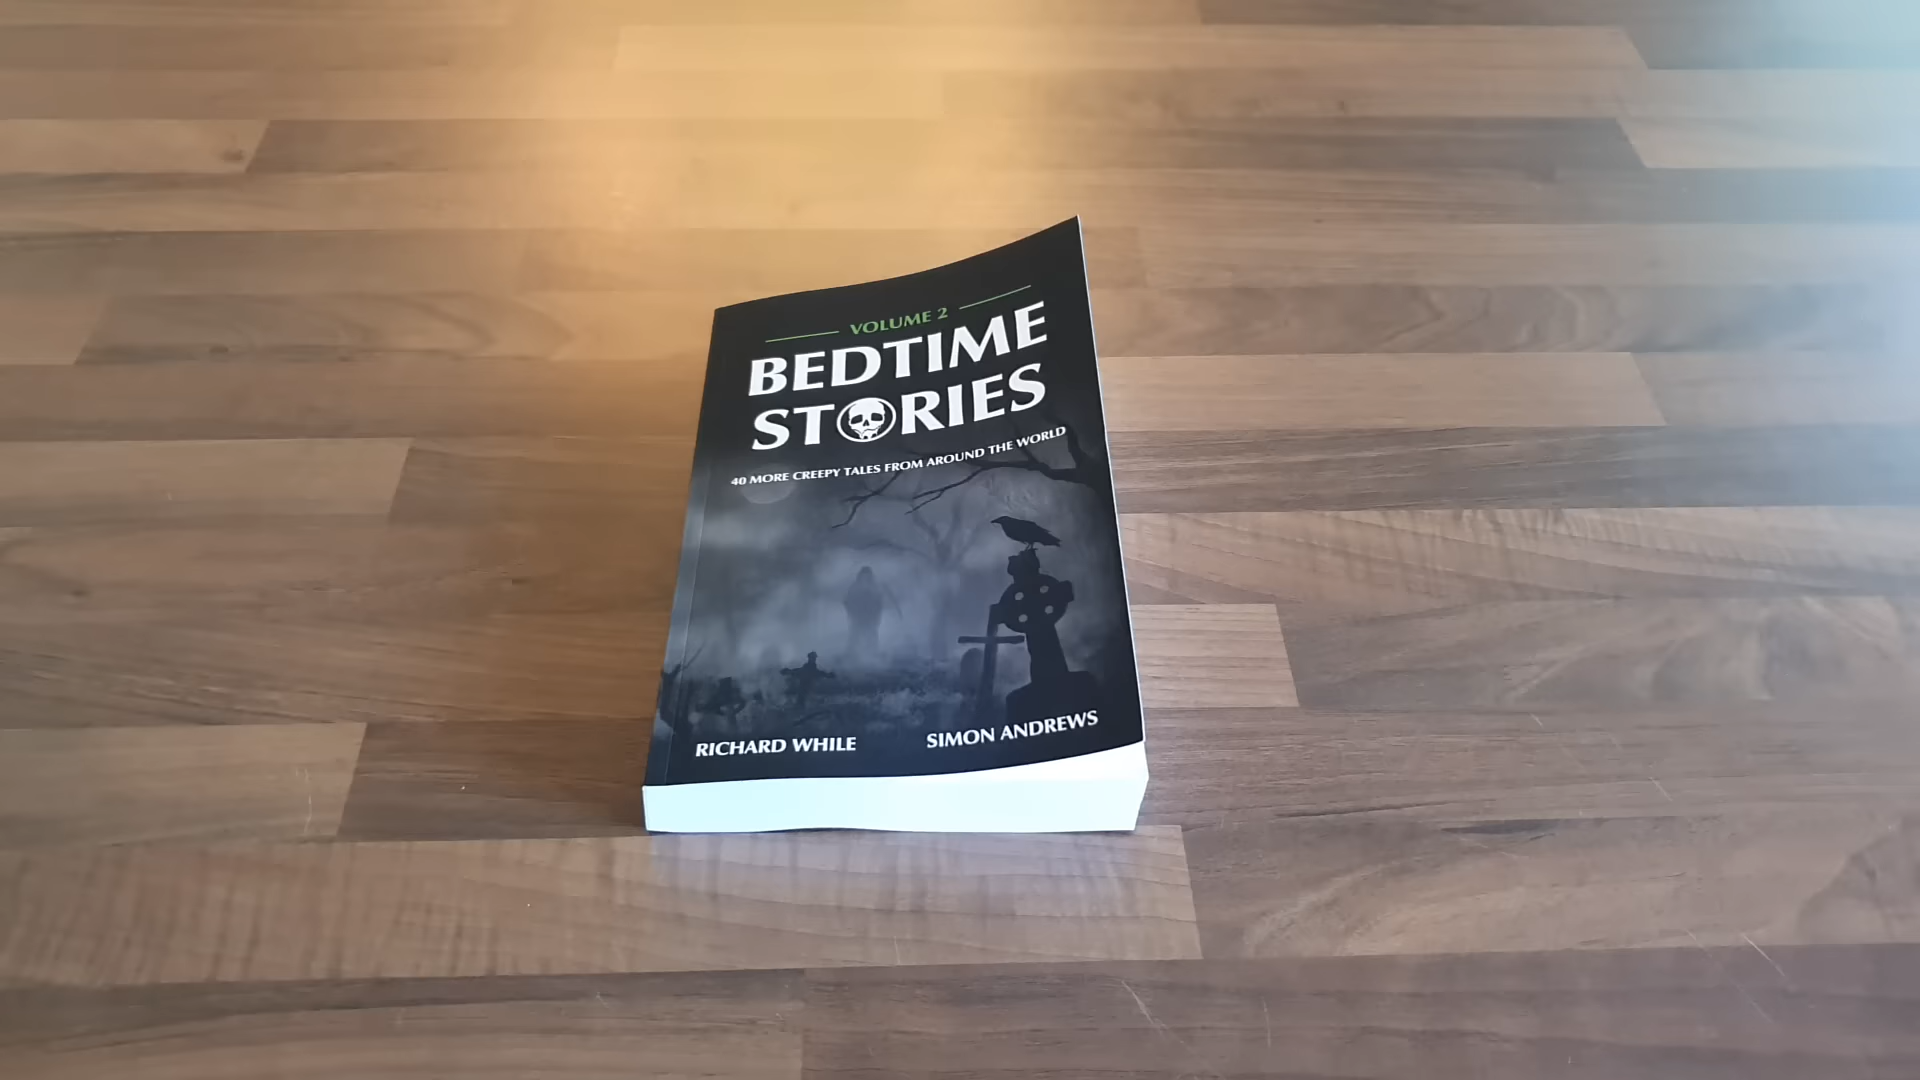 VOLUME 2
BEDTIME
STORIES
40 MORE CREEPY TALES FROM AROUND THE WORLD
RICHARD WHILE SIMON ANDREWS